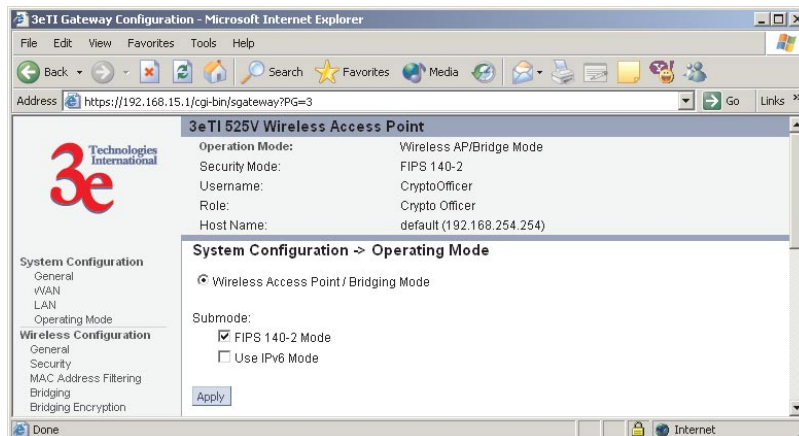 3eTI Gateway Configuration - Microsoft Internet Explorer
File Edit View Favorites Tools Help
Back Search Favorites Media
Address https://192.168.15.1/cgi-bin/sgateway?PG=3 Go Links »
3e Technologies International
3eTI 525V Wireless Access Point
Operation Mode: Wireless AP/Bridge Mode
Security Mode: FIPS 140-2
Username: CryptoOfficer
Role: Crypto Officer
Host Name: default (192.168.254.254)
System Configuration
General
WAN
LAN
Operating Mode
Wireless Configuration
General
Security
MAC Address Filtering
Bridging
Bridging Encryption
System Configuration -> Operating Mode
Wireless Access Point / Bridging Mode
Submode:
FIPS 140-2 Mode
Use IPv6 Mode
Apply
Done Internet